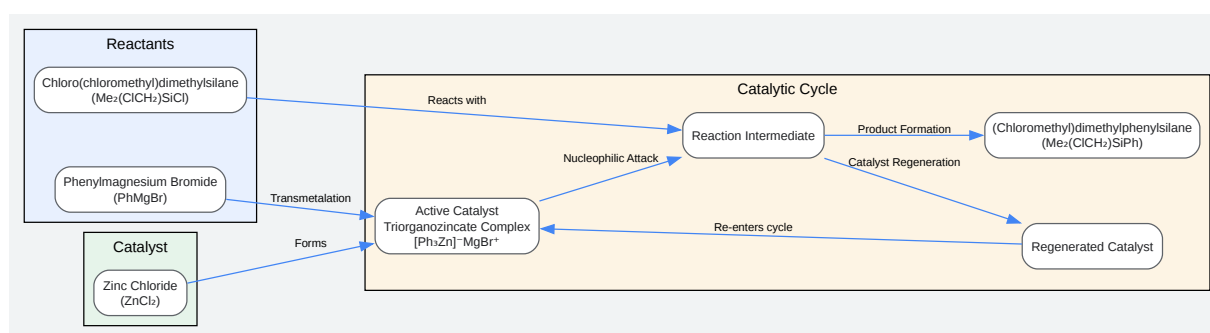 Reactants
Chloro(chloromethyl)dimethylsilane
(Me₂(ClCH₂)SiCl)
Phenylmagnesium Bromide
(PhMgBr)
Catalyst
Zinc Chloride
(ZnCl₂)
Reacts with
Transmetalation
Forms
Catalytic Cycle
Active Catalyst
Triorganozincate Complex
[Ph₃Zn]⁻MgBr⁺
Nucleophilic Attack
Reaction Intermediate
Product Formation
(Chloromethyl)dimethylphenylsilane
(Me₂(ClCH₂)SiPh)
Catalyst Regeneration
Re-enters cycle
Regenerated Catalyst